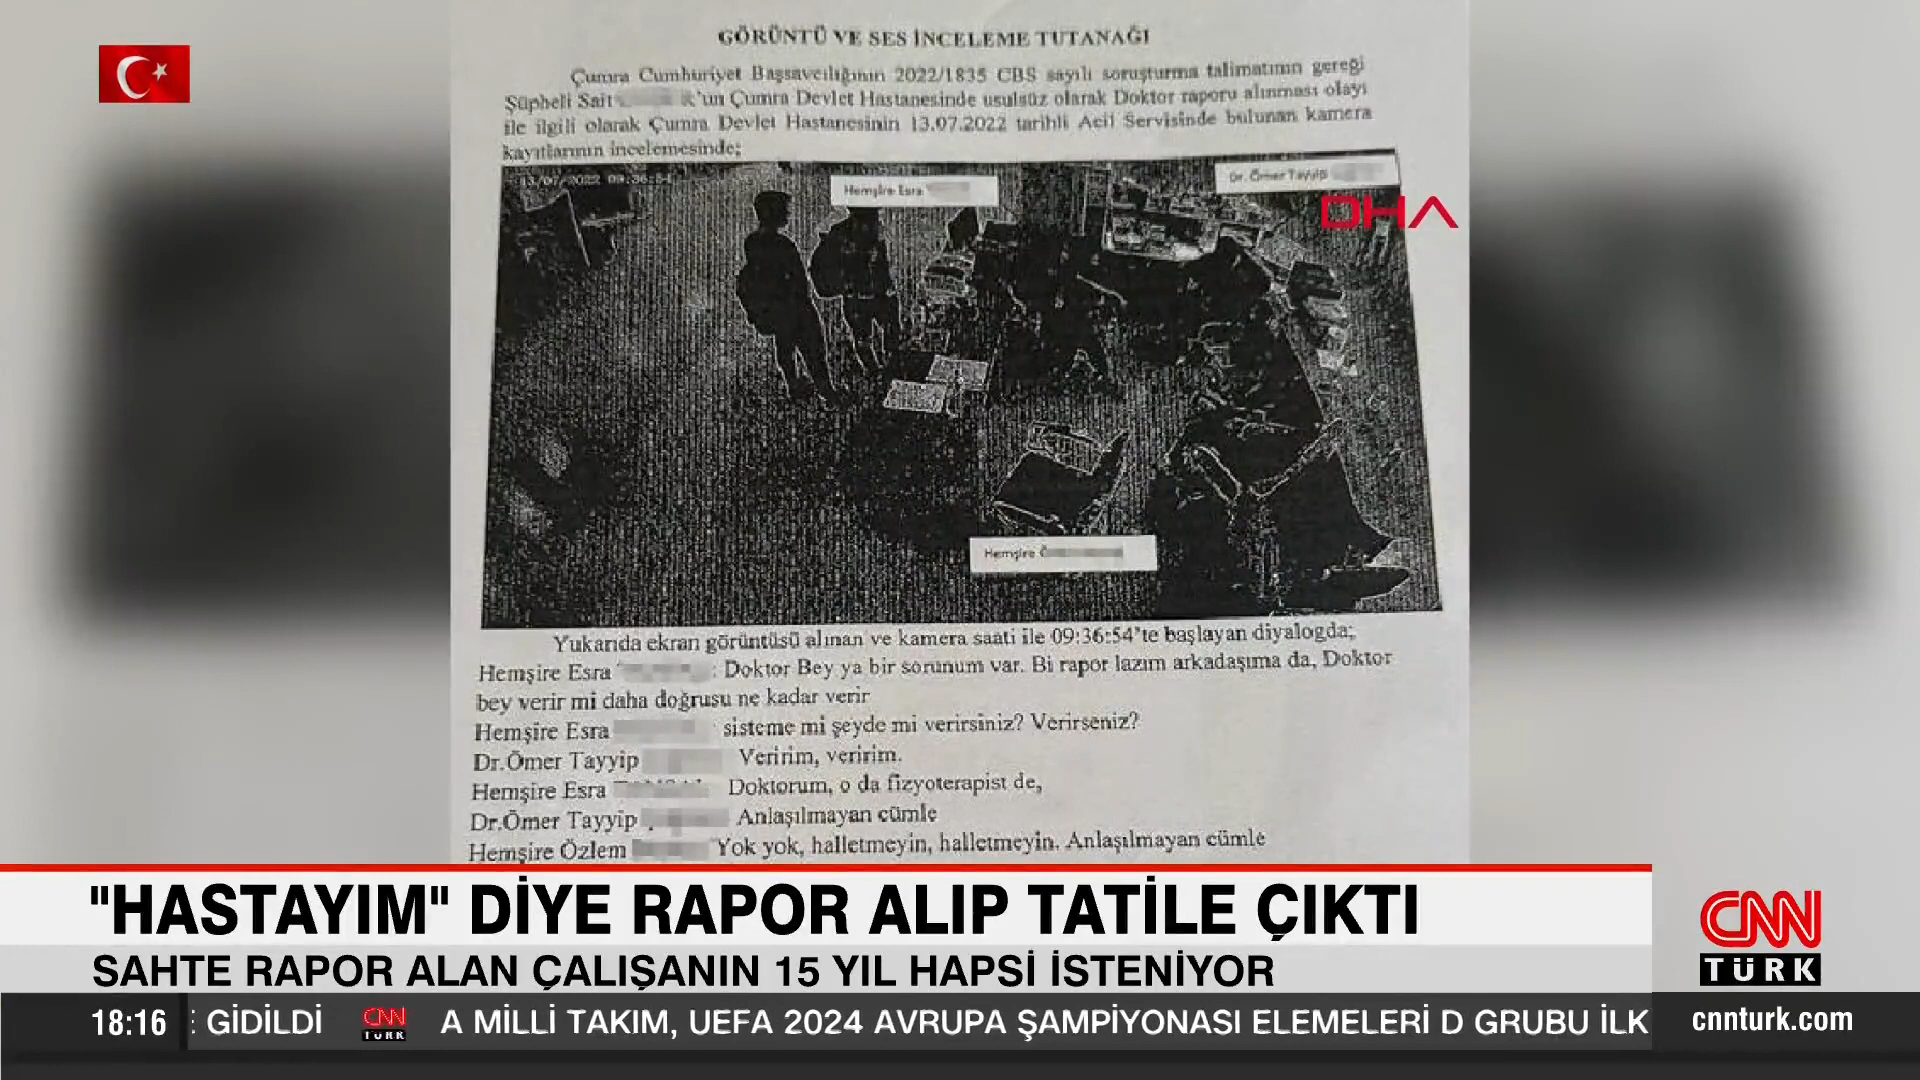 GÖRÜNTÜ VE SES İNCELEME TUTANAĞI
Çumra Cumhuriyet Başsavcılığının 2022/1835 CBS sayılı soruşturma talimatının gereği
Şüpheli Sait 'un Çumra Devlet Hastanesinde usulsüz olarak Doktor raporu alınması olayı
ile ilgili olarak Çumra Devlet Hastanesinin 13.07.2022 tarihli Acil Servisinde bulunan kamera
kayıtlarının incelemesinde;
13/07/2022 09:36:54
Hemşire Esra
Dr. Ömer Tayyip
DHA
Hemşire Ö
Yukarıda ekran görüntüsü alınan ve kamera saati ile 09:36:54'te başlayan diyalogda;
Hemşire Esra : Doktor Bey ya bir sorunum var. Bi rapor lazım arkadaşıma da, Doktor
bey verir mi daha doğrusu ne kadar verir
Hemşire Esra sisteme mi şeyde mi verirsiniz? Verirseniz?
Dr.Ömer Tayyip Veririm, veririm.
Hemşire Esra Doktorum, o da fizyoterapist de,
Dr.Ömer Tayyip Anlaşılmayan cümle
Hemşire Özlem Yok yok, halletmeyin, halletmeyin. Anlaşılmayan cümle
"HASTAYIM" DİYE RAPOR ALIP TATİLE ÇIKTI
SAHTE RAPOR ALAN ÇALIŞANIN 15 YIL HAPSİ İSTENİYOR
CNN
TÜRK
18:16 GİDİLDİ CNN TÜRK A MİLLİ TAKIM, UEFA 2024 AVRUPA ŞAMPİYONASI ELEMELERİ D GRUBU İLK
cnnturk.com